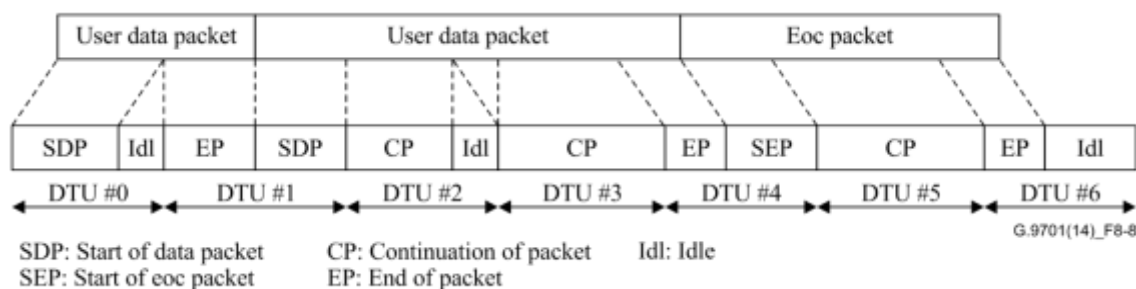 User data packet User data packet Eoc packet
SDP Idl EP SDP CP Idl CP EP SEP CP EP Idl
DTU #0 DTU #1 DTU #2 DTU #3 DTU #4 DTU #5 DTU #6
G.9701(14)_F8-8
SDP: Start of data packet CP: Continuation of packet Idl: Idle
SEP: Start of eoc packet EP: End of packet